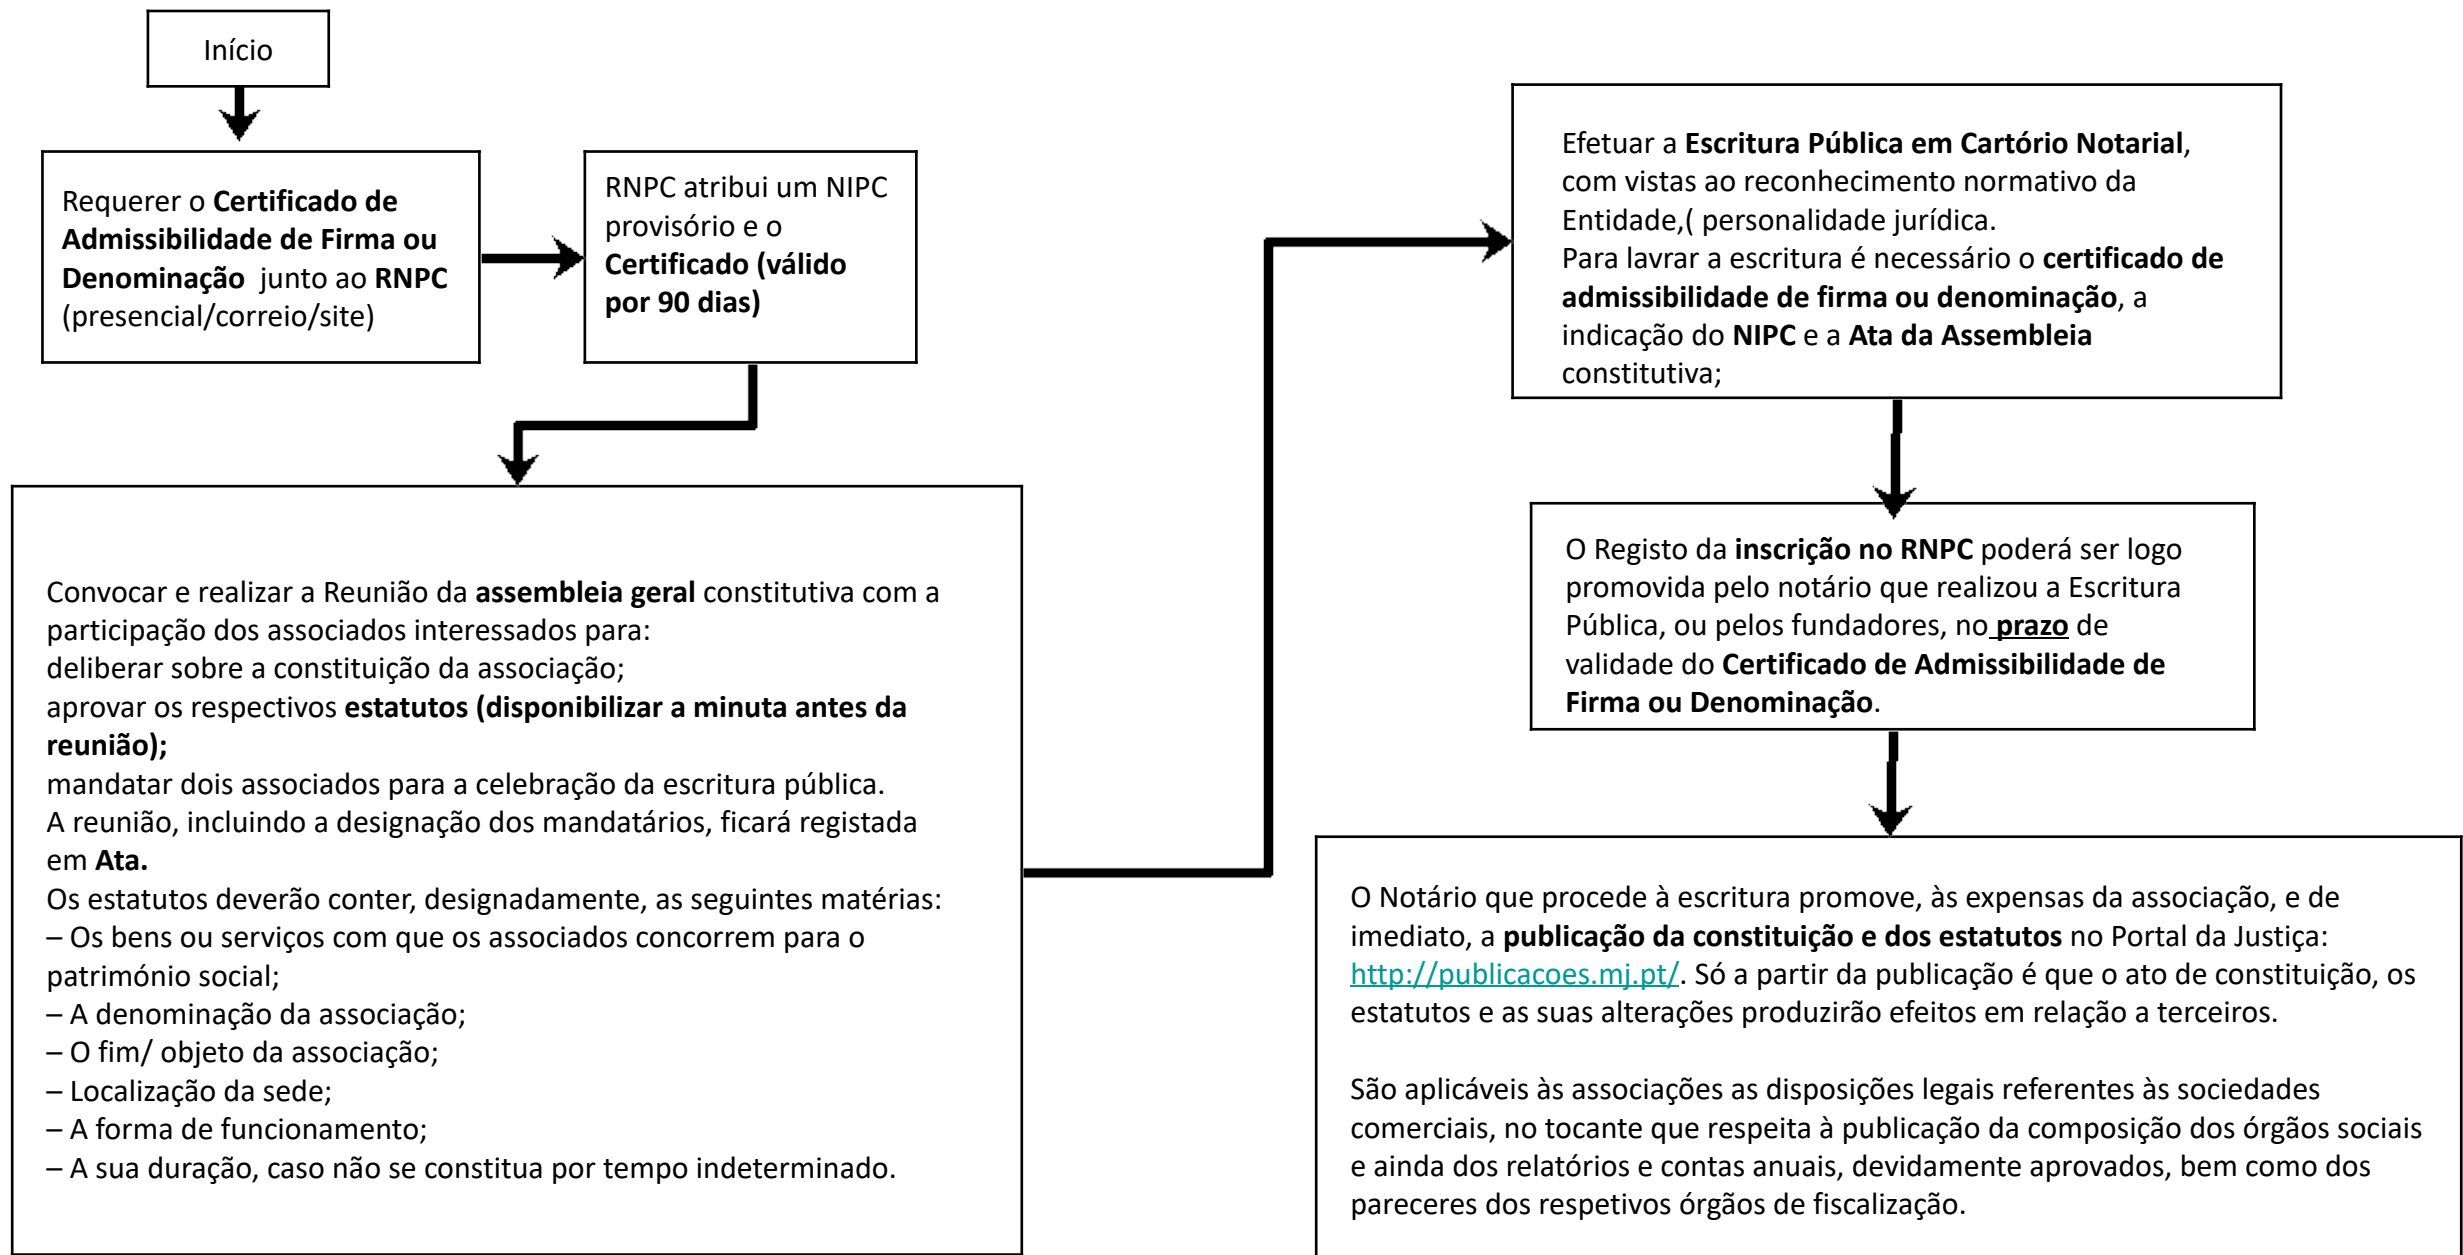 Início
Requerer o Certificado de
Admissibilidade de Firma ou
Denominação junto ao RNPC
(presencial/correio/site)
RNPC atribui um NIPC
provisório e o
Certificado (válido
por 90 dias)
Convocar e realizar a Reunião da assembleia geral constitutiva com a
participação dos associados interessados para:
deliberar sobre a constituição da associação;
aprovar os respectivos estatutos (disponibilizar a minuta antes da
reunião);
mandatar dois associados para a celebração da escritura pública.
A reunião, incluindo a designação dos mandatários, ficará registada
em Ata.
Os estatutos deverão conter, designadamente, as seguintes matérias:
– Os bens ou serviços com que os associados concorrem para o
património social;
– A denominação da associação;
– O fim/ objeto da associação;
– Localização da sede;
– A forma de funcionamento;
– A sua duração, caso não se constitua por tempo indeterminado.
Efetuar a Escritura Pública em Cartório Notarial,
com vistas ao reconhecimento normativo da
Entidade,( personalidade jurídica.
Para lavrar a escritura é necessário o certificado de
admissibilidade de firma ou denominação, a
indicação do NIPC e a Ata da Assembleia
constitutiva;
O Registo da inscrição no RNPC poderá ser logo
promovida pelo notário que realizou a Escritura
Pública, ou pelos fundadores, no prazo de
validade do Certificado de Admissibilidade de
Firma ou Denominação.
O Notário que procede à escritura promove, às expensas da associação, e de
imediato, a publicação da constituição e dos estatutos no Portal da Justiça:
http://publicacoes.mj.pt/. Só a partir da publicação é que o ato de constituição, os
estatutos e as suas alterações produzirão efeitos em relação a terceiros.
São aplicáveis às associações as disposições legais referentes às sociedades
comerciais, no tocante que respeita à publicação da composição dos órgãos sociais
e ainda dos relatórios e contas anuais, devidamente aprovados, bem como dos
pareceres dos respetivos órgãos de fiscalização.